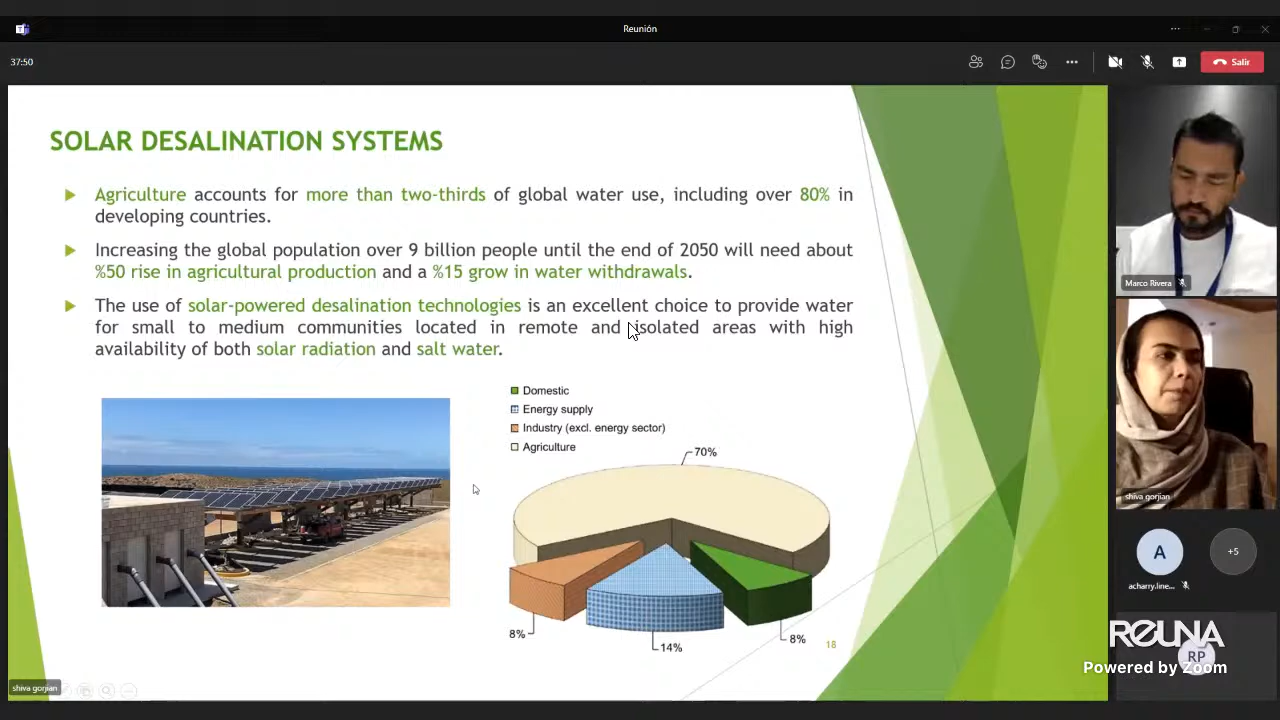 Reunión
37:50
Salir
SOLAR DESALINATION SYSTEMS
Agriculture accounts for more than two-thirds of global water use, including over 80% in
developing countries.
Increasing the global population over 9 billion people until the end of 2050 will need about
%50 rise in agricultural production and a %15 grow in water withdrawals.
The use of solar-powered desalination technologies is an excellent choice to provide water
for small to medium communities located in remote and isolated areas with high
availability of both solar radiation and salt water.
Domestic
Energy supply
Industry (excl. energy sector)
Agriculture
70%
8%
14%
8%
18
shiva gorjian
Marco Rivera
shiva gorjian
A
+5
acharry.line...
REUNA
RP
Powered by Zoom